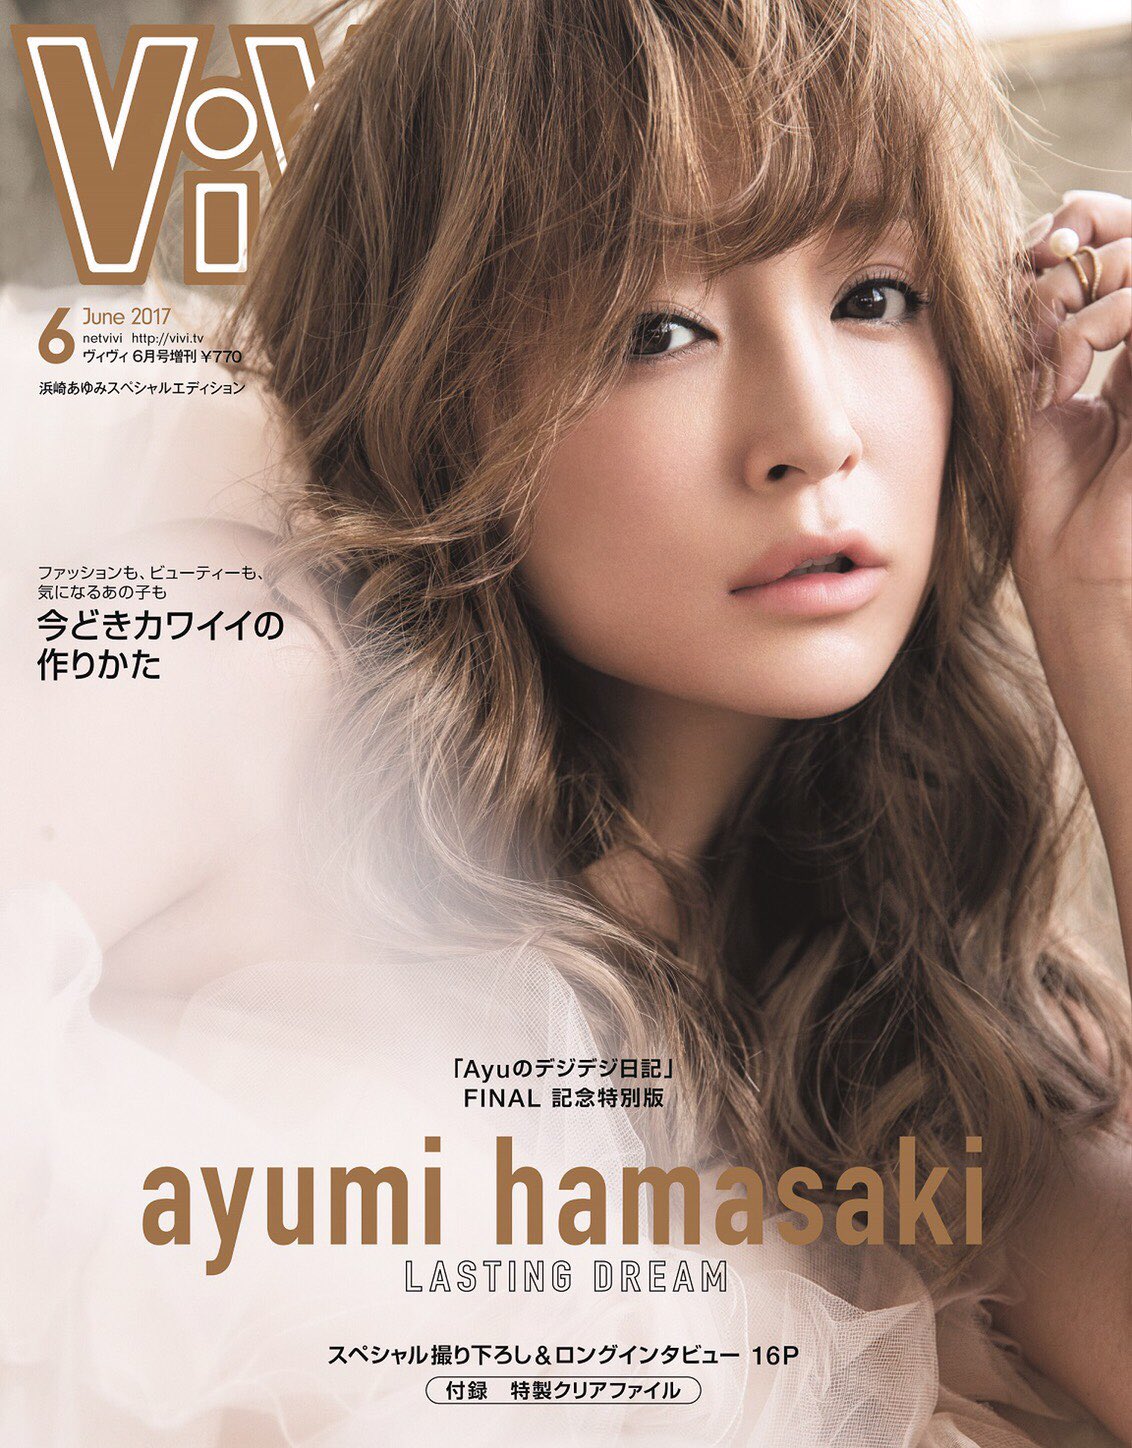 ViV
6 June 2017
netvivi http://vivi.tv
ヴィヴィ 6月号増刊 ¥770
浜崎あゆみスペシャルエディション
ファッションも、ビューティーも、
気になるあの子も
今どきカワイイの
作りかた
「Ayuのデジデジ日記」
FINAL 記念特別版
ayumi hamasaki
LASTING DREAM
スペシャル撮り下ろし&ロングインタビュー 16P
付録 特製クリアファイル